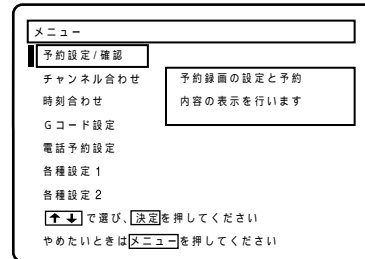 メニュー
予約設定/確認
チャンネル合わせ
予約録画の設定と予約
時刻合わせ
内容の表示を行います
Gコード設定
電話予約設定
各種設定1
各種設定2
↑↓で選び、決定を押してください
やめたいときはメニューを押してください